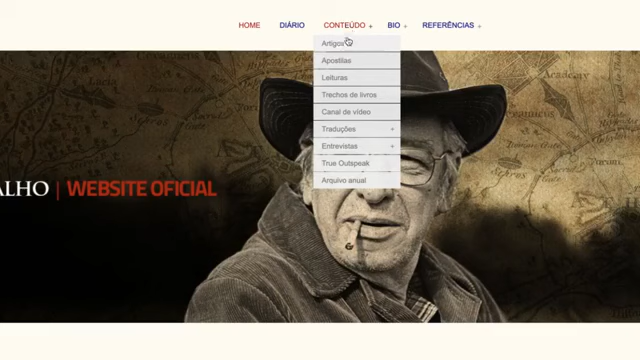 HOME DIÁRIO CONTEÚDO + BIO + REFERÊNCIAS +
Artigos
Apostilas
Leituras
Trechos de livros
Canal de vídeo
Traduções +
Entrevistas +
True Outspeak
Arquivo anual
ALHO | WEBSITE OFICIAL